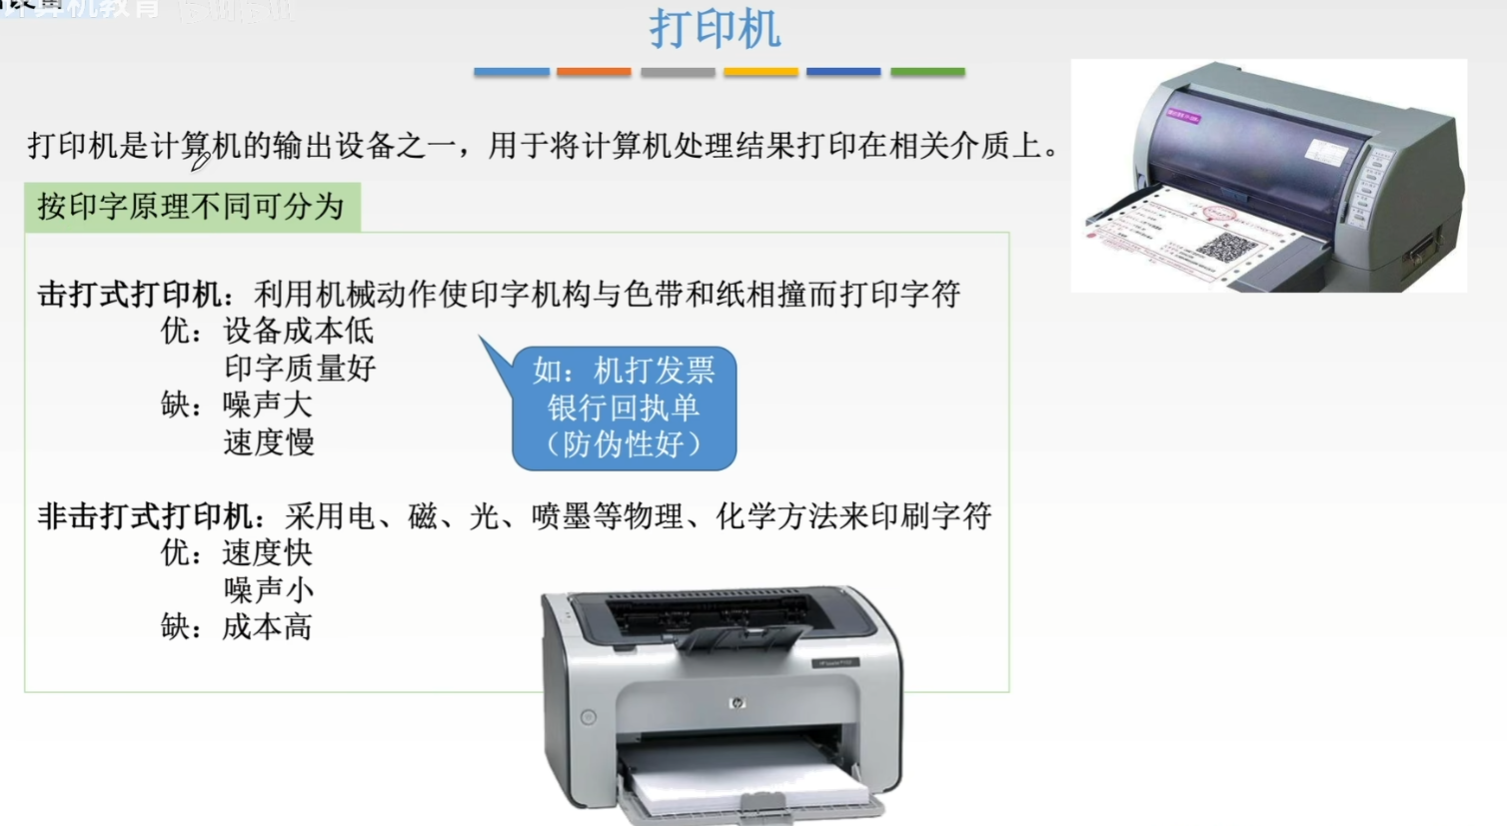 打印机
打印机是计算机的输出设备之一，用于将计算机处理结果打印在相关介质上。
按印字原理不同可分为
击打式打印机：利用机械动作使印字机构与色带和纸相撞而打印字符
优：设备成本低
印字质量好
缺：噪声大
速度慢
如：机打发票
银行回执单
（防伪性好）
非击打式打印机：采用电、磁、光、喷墨等物理、化学方法来印刷字符
优：速度快
噪声小
缺：成本高
hp